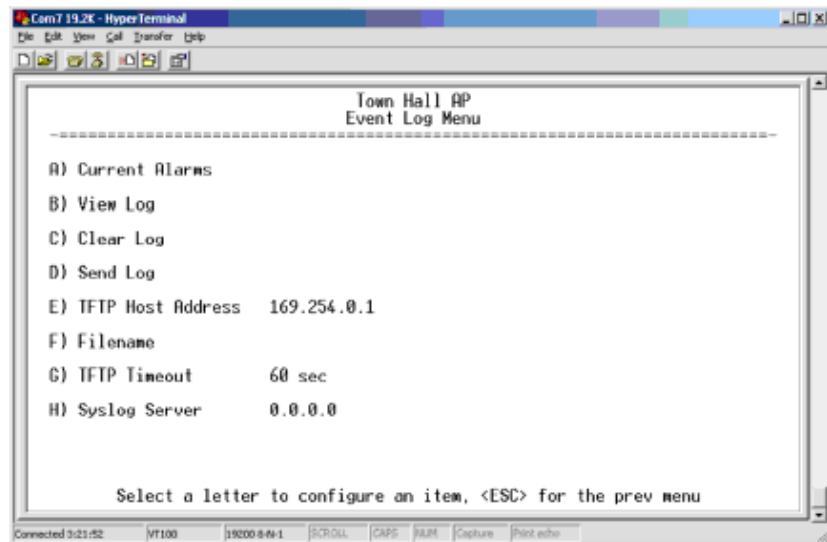 Com7 19.2K - HyperTerminal
File Edit View Call Transfer Help
Town Hall AP
Event Log Menu
-==========================================================================-
A) Current Alarms
B) View Log
C) Clear Log
D) Send Log
E) TFTP Host Address 169.254.0.1
F) Filename
G) TFTP Timeout 60 sec
H) Syslog Server 0.0.0.0
Select a letter to configure an item, <ESC> for the prev menu
Connected 3:21:52 VT100 19200 8-N-1 SCROLL CAPS NUM Capture Print echo